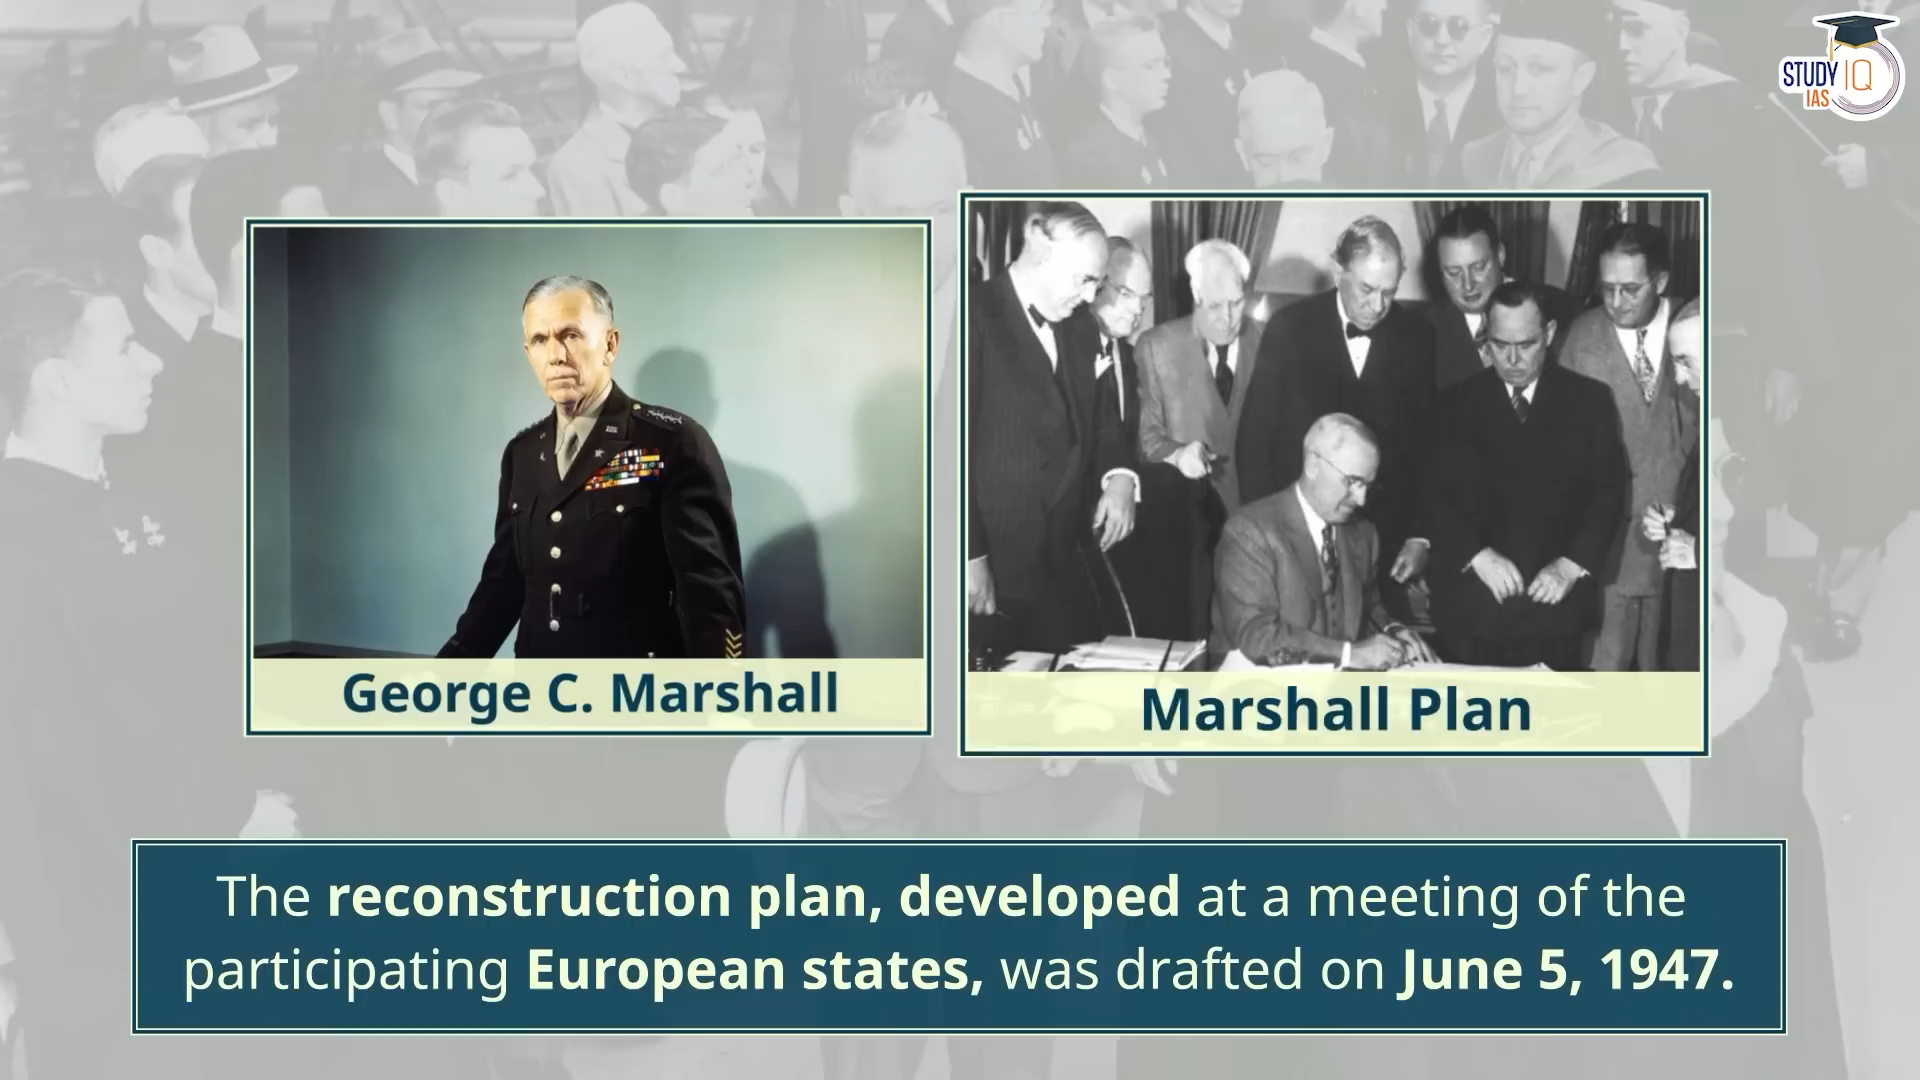 STUDY IQ
IAS
George C. Marshall
Marshall Plan
The reconstruction plan, developed at a meeting of the
participating European states, was drafted on June 5, 1947.